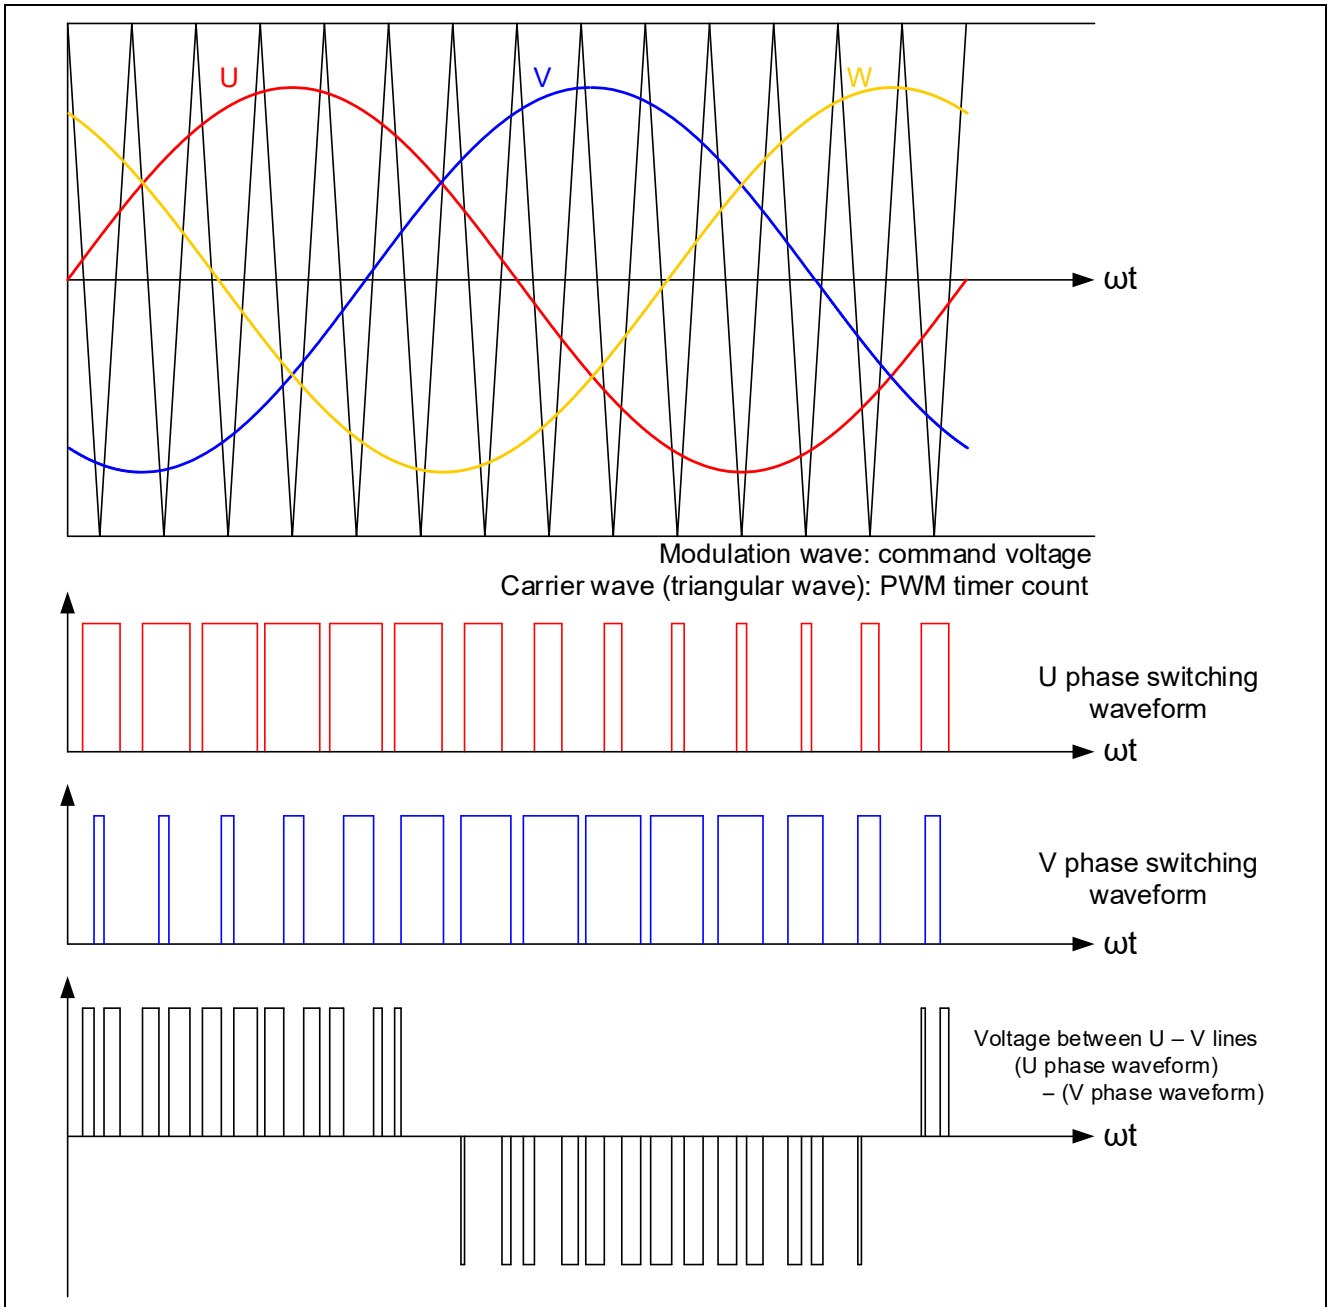 U
V
W
ωt
Modulation wave: command voltage
Carrier wave (triangular wave): PWM timer count
U phase switching
waveform
ωt
V phase switching
waveform
ωt
Voltage between U – V lines
(U phase waveform)
– (V phase waveform)
ωt